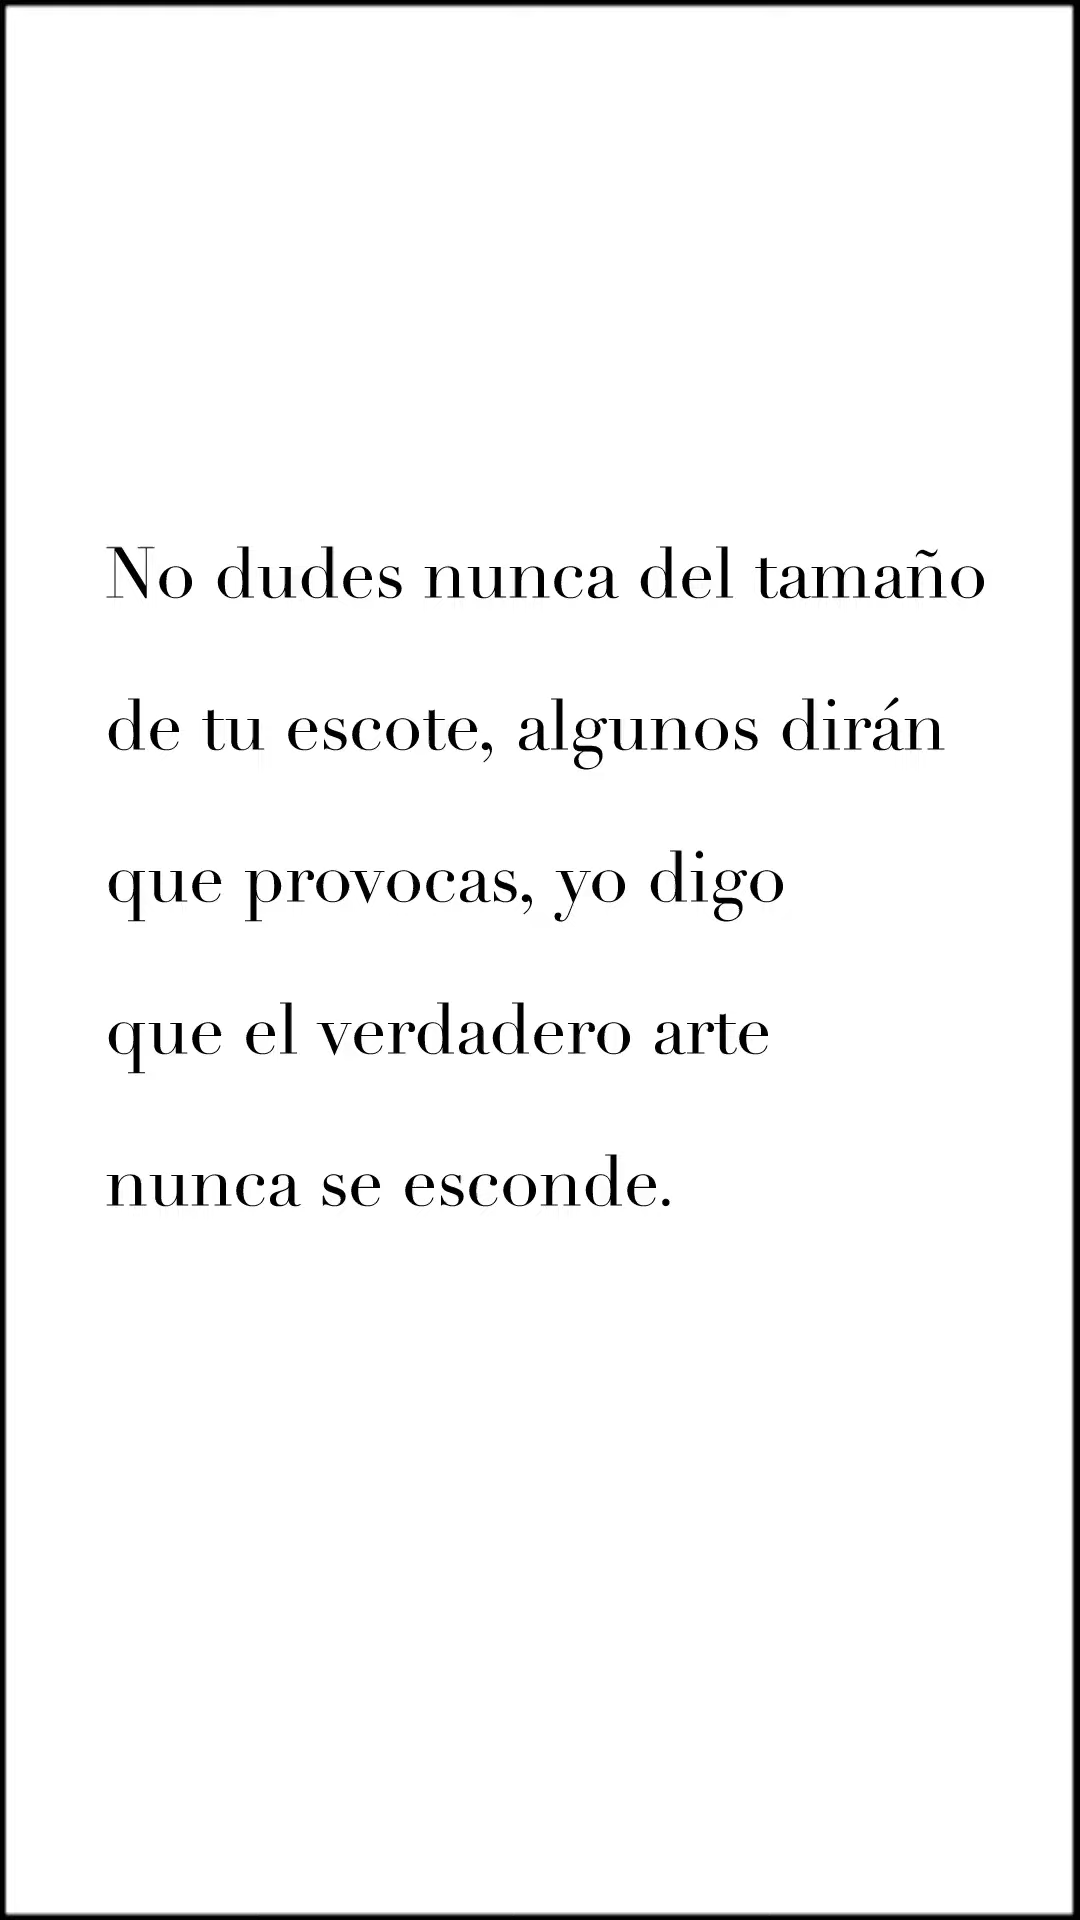 No dudes nunca del tamaño
de tu escote, algunos dirán
que provocas, yo digo
que el verdadero arte
nunca se esconde.